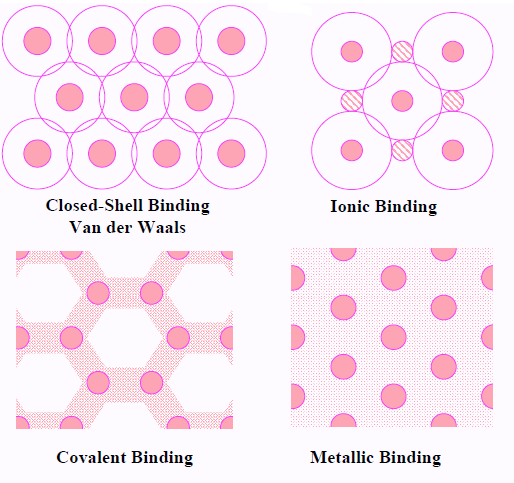 Closed-Shell Binding
Van der Waals
Ionic Binding
Covalent Binding
Metallic Binding